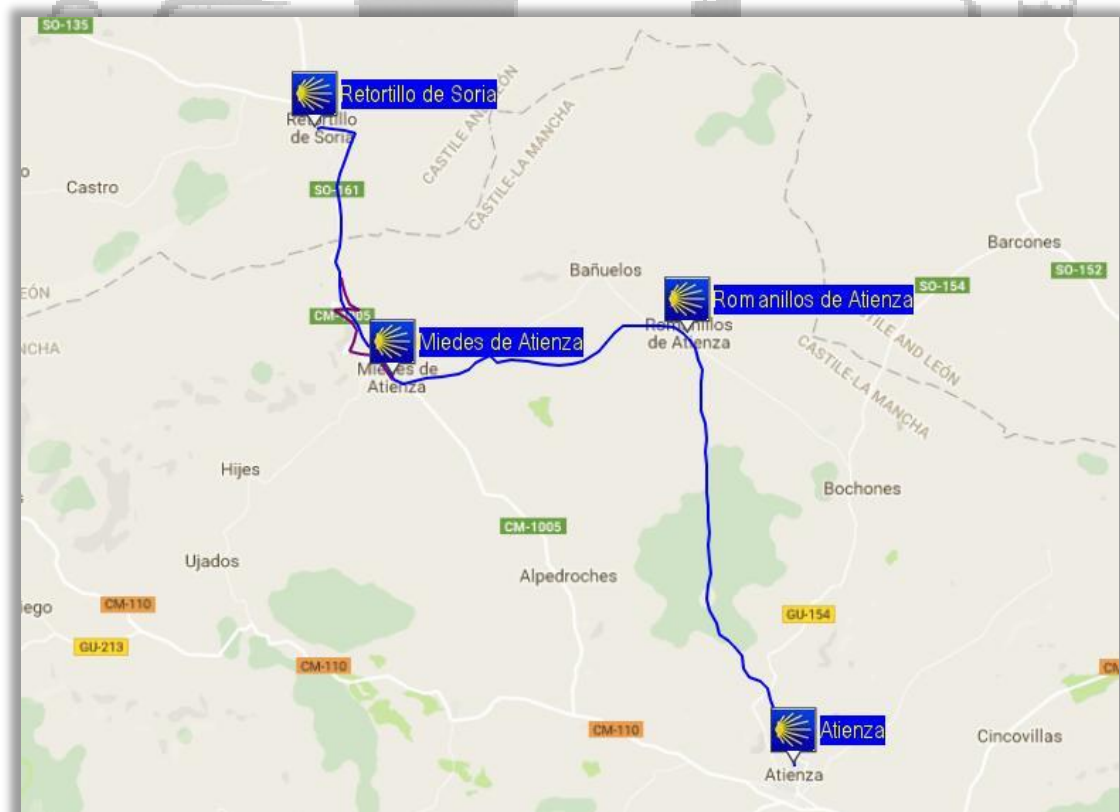 SO-135
Retortillo de Soria
Retortillo
de Soria
CASTILE AND LEÓN
CASTILE-LA MANCHA
Castro
SO-161
Barcones
Bañuelos
SO-152
SO-154
Romanillos de Atienza
Romanillos
de Atienza
EÓN
CM-1005
NCHA
Miedes de Atienza
Miedes de
Atienza
CASTILE AND LEÓN
CASTILE-LA MANCHA
Hijes
Bochones
CM-1005
Ujados
Alpedroches
CM-110
iego
GU-154
GU-213
CM-110
CM
CM-110
Atienza
Cincovillas
Atienza